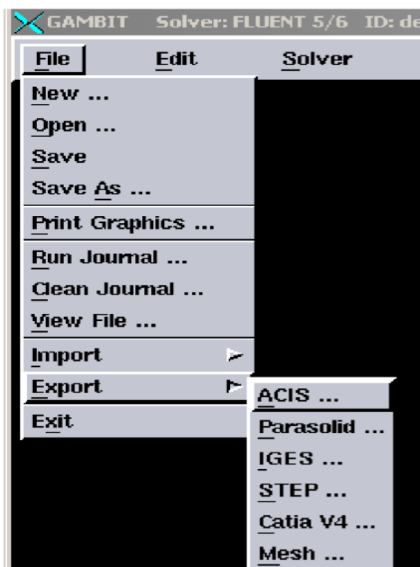 GAMBIT Solver: FLUENT 5/6 ID: de
File Edit Solver
New ...
Open ...
Save
Save As ...
Print Graphics ...
Run Journal ...
Clean Journal ...
View File ...
Import
Export
Exit
ACIS ...
Parasolid ...
IGES ...
STEP ...
Catia V4 ...
Mesh ...